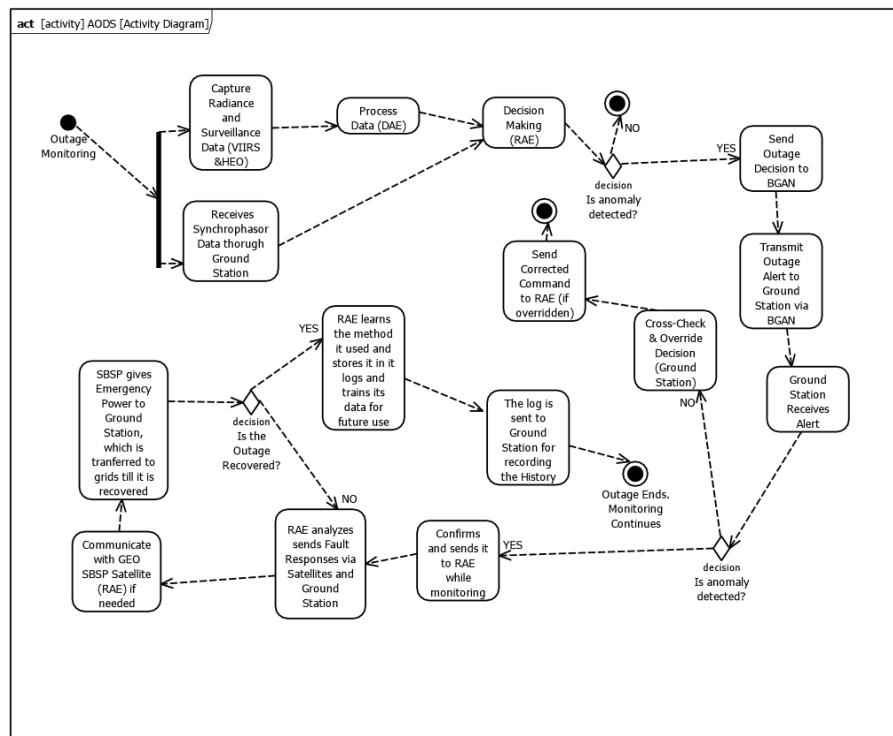 act [activity] AODS [Activity Diagram]
Outage
Monitoring
Capture
Radiance
and
Surveillance
Data (VIIRS
&HEO)
Process
Data (DAE)
Decision
Making
(RAE)
NO
decision
Is anomaly
detected?
YES
Send
Outage
Decision to
BGAN
Receives
Synchrophasor
Data thorugh
Ground
Station
Transmit
Outage
Alert to
Ground
Station via
BGAN
Send
Corrected
Command
to RAE (if
overridden)
Cross-Check
& Override
Decision
(Ground
Station)
Ground
Station
Receives
Alert
NO
decision
Is anomaly
detected?
YES
Confirms
and sends it
to RAE
while
monitoring
RAE analyzes
sends Fault
Responses via
Satellites and
Ground
Station
Communicate
with GEO
SBSP Satellite
(RAE) if
needed
SBSP gives
Emergency
Power to
Ground
Station,
which is
tranferred to
grids till it is
recovered
decision
Is the
Outage
Recovered?
NO
YES
RAE learns
the method
it used and
stores it in it
logs and
trains its
data for
future use
The log is
sent to
Ground
Station for
recording
the History
Outage Ends.
Monitoring
Continues